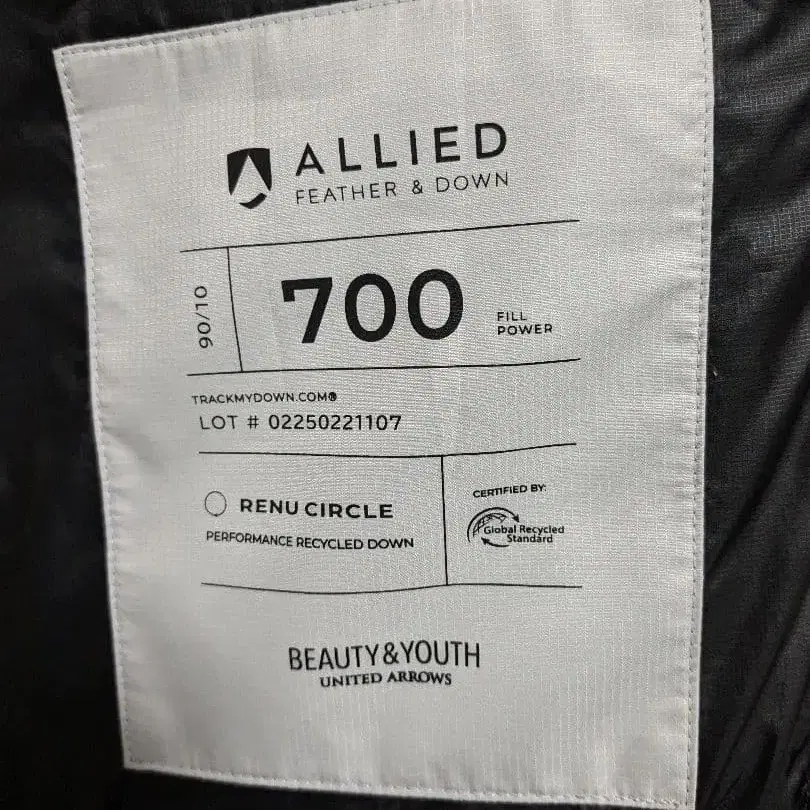 ALLIED
FEATHER & DOWN
90/10
700
FILL
POWER
TRACKMYDOWN.COM®
LOT # 02250221107
RENU CIRCLE
PERFORMANCE RECYCLED DOWN
CERTIFIED BY:
Global Recycled
Standard
BEAUTY&YOUTH
UNITED ARROWS